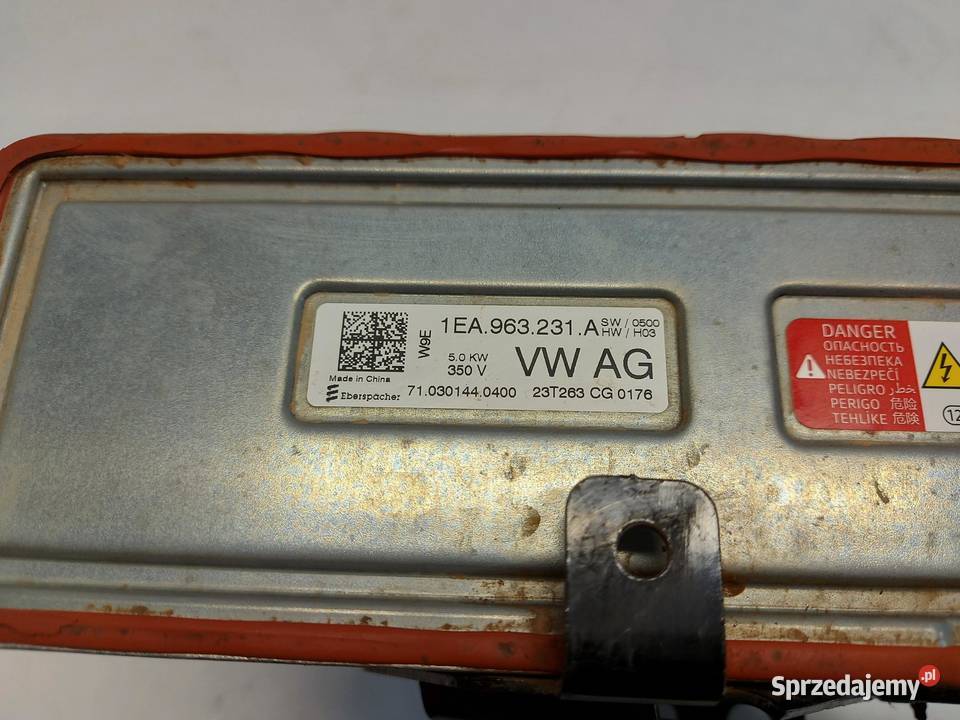 W9E
1EA.963.231.A SW / 0500
HW / H03
5.0 KW
350 V
VW AG
Made in China
Eberspächer
71.030144.0400 23T263 CG 0176
DANGER
ОПАСНОСТЬ
НЕБЕЗПЕКА
NEBEZPEČÍ
PELIGRO خطر
PERIGO 危险
TEHLİKE 危険
12
Sprzedajemy.pl